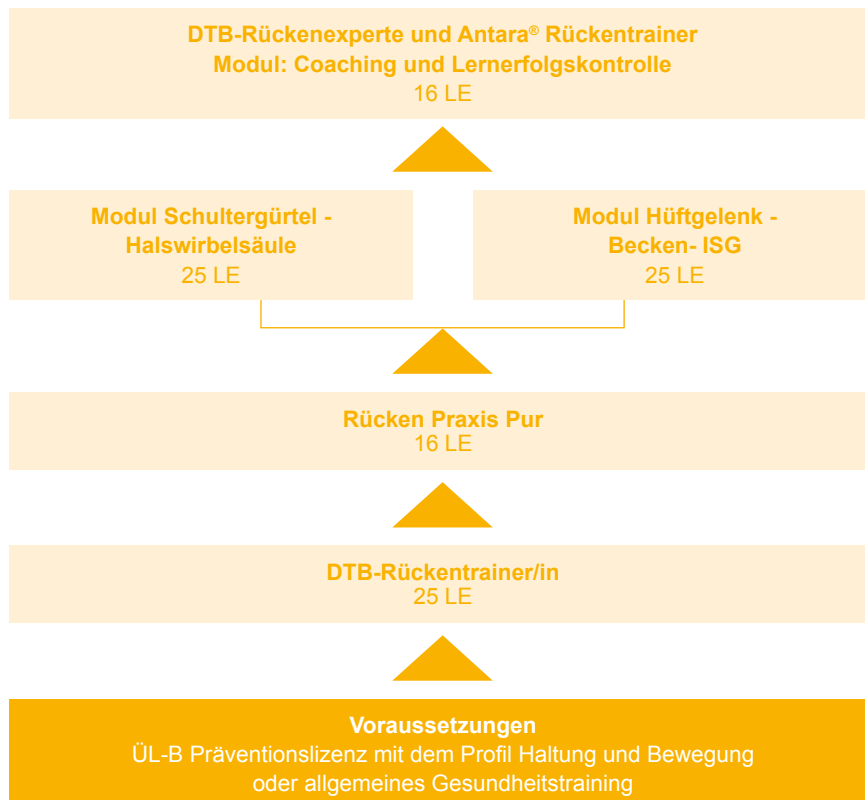 DTB-Rückenexperte und Antara® Rückentrainer
Modul: Coaching und Lernerfolgskontrolle
16 LE
Modul Schultergürtel -
Halswirbelsäule
25 LE
Modul Hüftgelenk -
Becken- ISG
25 LE
Rücken Praxis Pur
16 LE
DTB-Rückentrainer/in
25 LE
Voraussetzungen
ÜL-B Präventionslizenz mit dem Profil Haltung und Bewegung
oder allgemeines Gesundheitstraining